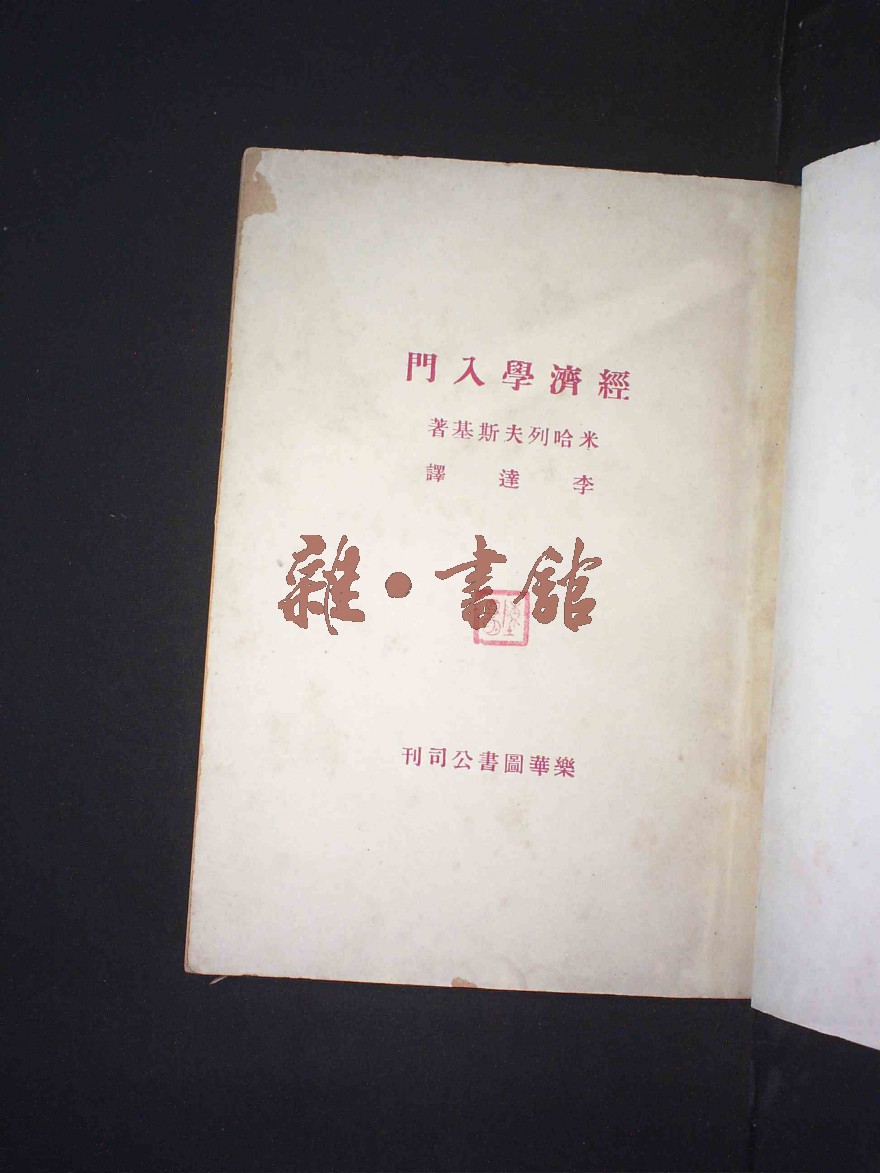 經濟學入門
米哈列夫斯基著
李達譯
雜·書館
樂華圖書公司刊